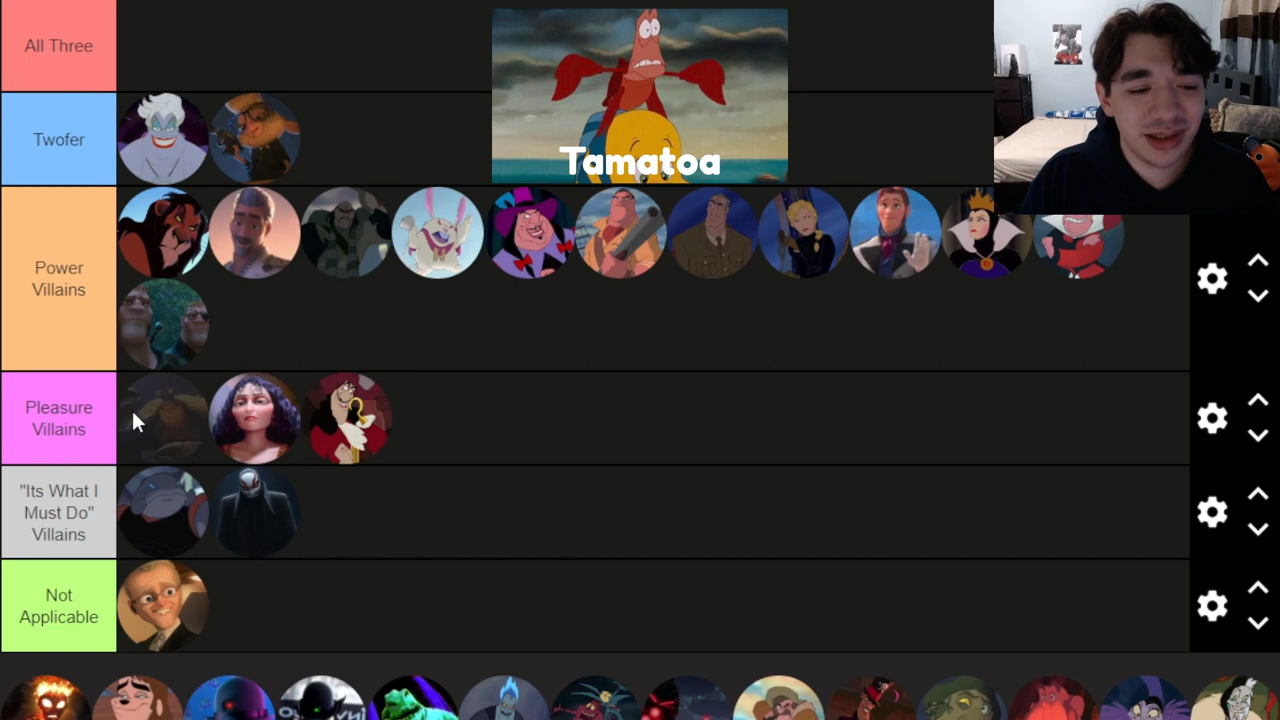 All Three
Tamatoa
Twofer
Power
Villains
Pleasure
Villains
"Its What I
Must Do"
Villains
Not
Applicable